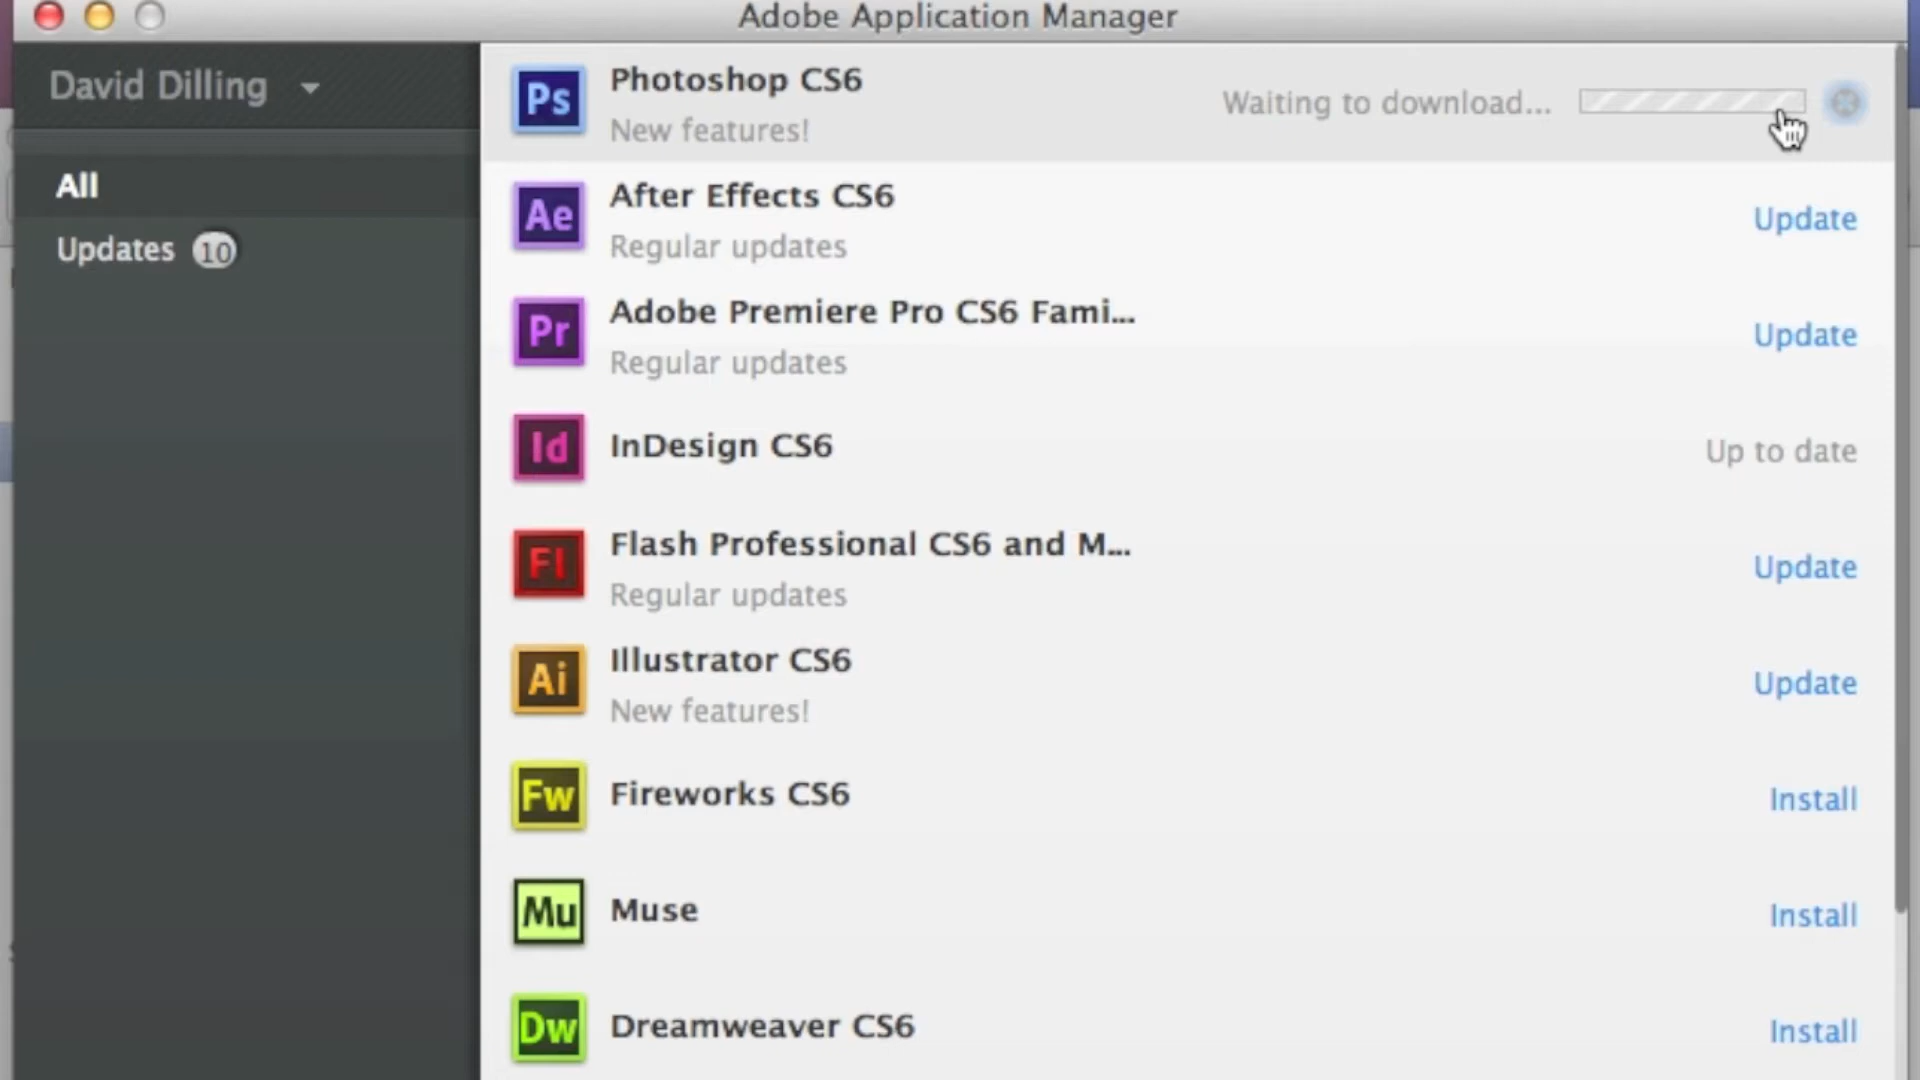 Adobe Application Manager
David Dilling
All
Updates 10
Ps Photoshop CS6
New features!
Waiting to download...
Ae After Effects CS6
Regular updates
Update
Pr Adobe Premiere Pro CS6 Fami...
Regular updates
Update
Id InDesign CS6
Up to date
Fl Flash Professional CS6 and M...
Regular updates
Update
Ai Illustrator CS6
New features!
Update
Fw Fireworks CS6
Install
Mu Muse
Install
Dw Dreamweaver CS6
Install